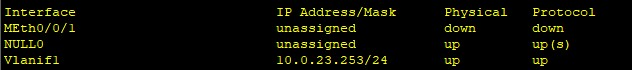 Interface IP Address/Mask Physical Protocol
MEth0/0/1 unassigned down down
NULL0 unassigned up up(s)
Vlanif1 10.0.23.253/24 up up